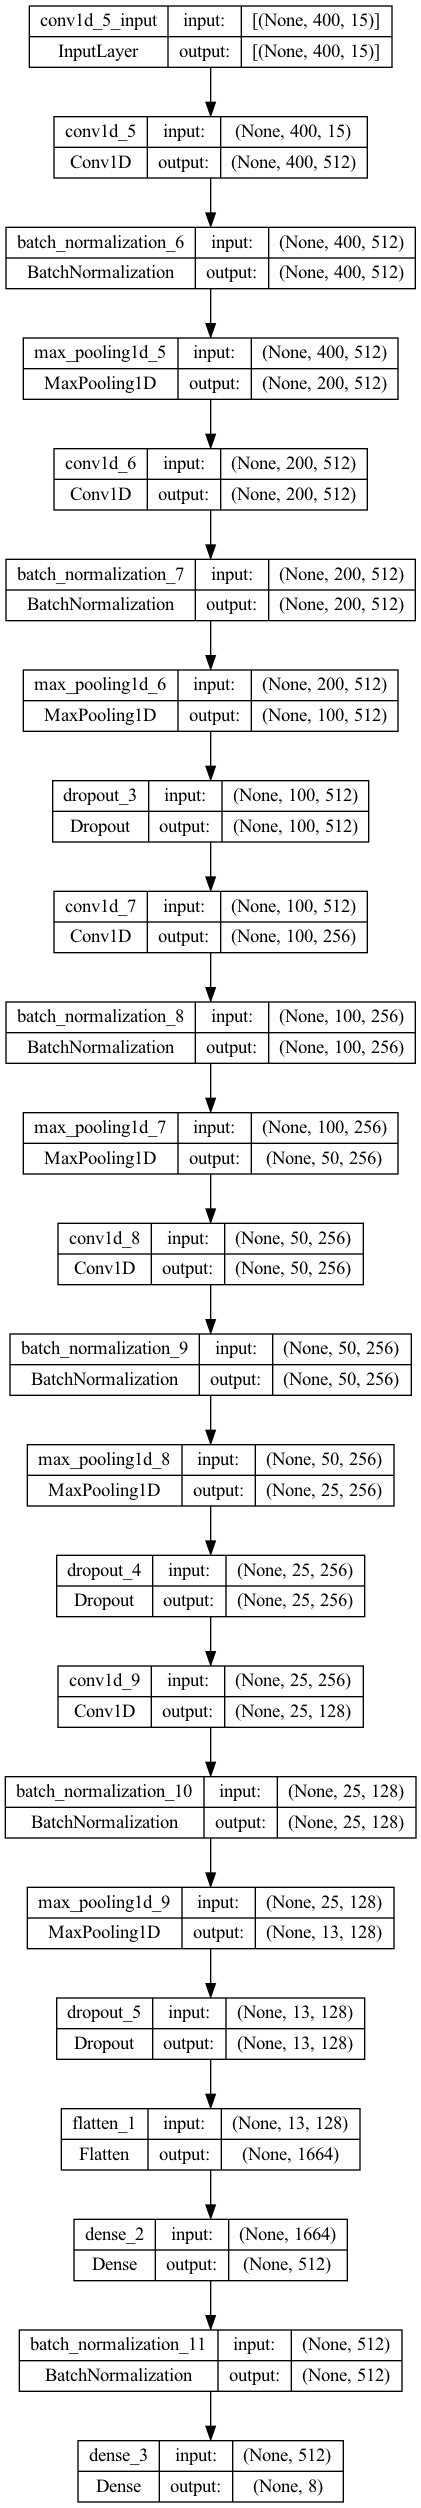 conv1d_5_input input: [(None, 400, 15)]
InputLayer output: [(None, 400, 15)]
conv1d_5 input: (None, 400, 15)
Conv1D output: (None, 400, 512)
batch_normalization_6 input: (None, 400, 512)
BatchNormalization output: (None, 400, 512)
max_pooling1d_5 input: (None, 400, 512)
MaxPooling1D output: (None, 200, 512)
conv1d_6 input: (None, 200, 512)
Conv1D output: (None, 200, 512)
batch_normalization_7 input: (None, 200, 512)
BatchNormalization output: (None, 200, 512)
max_pooling1d_6 input: (None, 200, 512)
MaxPooling1D output: (None, 100, 512)
dropout_3 input: (None, 100, 512)
Dropout output: (None, 100, 512)
conv1d_7 input: (None, 100, 512)
Conv1D output: (None, 100, 256)
batch_normalization_8 input: (None, 100, 256)
BatchNormalization output: (None, 100, 256)
max_pooling1d_7 input: (None, 100, 256)
MaxPooling1D output: (None, 50, 256)
conv1d_8 input: (None, 50, 256)
Conv1D output: (None, 50, 256)
batch_normalization_9 input: (None, 50, 256)
BatchNormalization output: (None, 50, 256)
max_pooling1d_8 input: (None, 50, 256)
MaxPooling1D output: (None, 25, 256)
dropout_4 input: (None, 25, 256)
Dropout output: (None, 25, 256)
conv1d_9 input: (None, 25, 256)
Conv1D output: (None, 25, 128)
batch_normalization_10 input: (None, 25, 128)
BatchNormalization output: (None, 25, 128)
max_pooling1d_9 input: (None, 25, 128)
MaxPooling1D output: (None, 13, 128)
dropout_5 input: (None, 13, 128)
Dropout output: (None, 13, 128)
flatten_1 input: (None, 13, 128)
Flatten output: (None, 1664)
dense_2 input: (None, 1664)
Dense output: (None, 512)
batch_normalization_11 input: (None, 512)
BatchNormalization output: (None, 512)
dense_3 input: (None, 512)
Dense output: (None, 8)